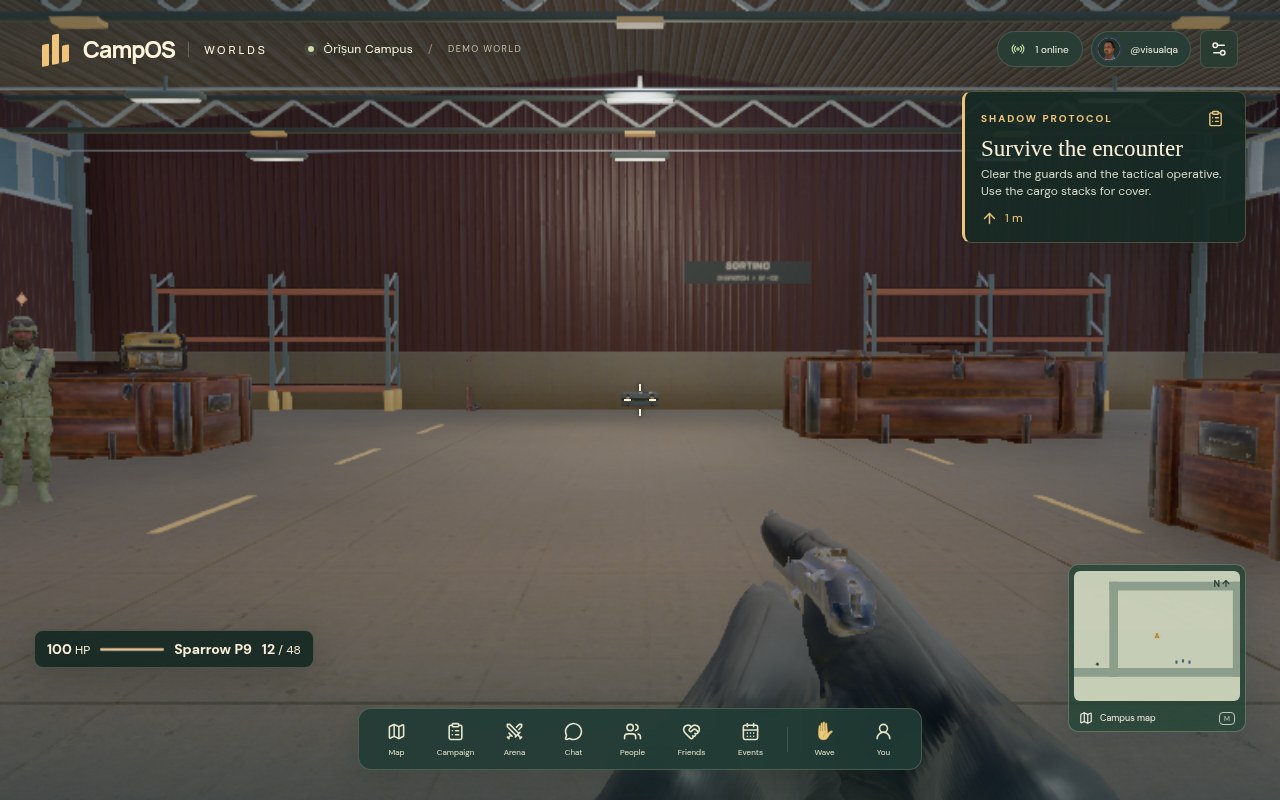 CampOS WORLDS
Òrìṣun Campus / DEMO WORLD
1 online
@visualqa
SHADOW PROTOCOL
Survive the encounter
Clear the guards and the tactical operative.
Use the cargo stacks for cover.
1 m
SORTING
100 HP Sparrow P9 12 / 48
N
Campus map M
Map
Campaign
Arena
Chat
People
Friends
Events
Wave
You